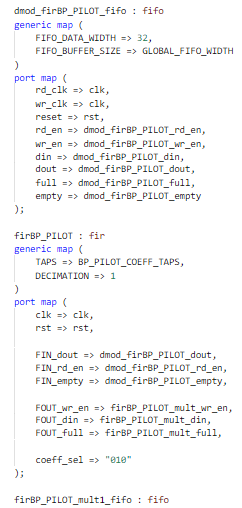 dmod_firBP_PILOT_fifo : fifo
generic map (
FIFO_DATA_WIDTH => 32,
FIFO_BUFFER_SIZE => GLOBAL_FIFO_WIDTH
)
port map (
rd_clk => clk,
wr_clk => clk,
reset => rst,
rd_en => dmod_firBP_PILOT_rd_en,
wr_en => dmod_firBP_PILOT_wr_en,
din => dmod_firBP_PILOT_din,
dout => dmod_firBP_PILOT_dout,
full => dmod_firBP_PILOT_full,
empty => dmod_firBP_PILOT_empty
);
firBP_PILOT : fir
generic map (
TAPS => BP_PILOT_COEFF_TAPS,
DECIMATION => 1
)
port map (
clk => clk,
rst => rst,
FIN_dout => dmod_firBP_PILOT_dout,
FIN_rd_en => dmod_firBP_PILOT_rd_en,
FIN_empty => dmod_firBP_PILOT_empty,
FOUT_wr_en => firBP_PILOT_mult_wr_en,
FOUT_din => firBP_PILOT_mult_din,
FOUT_full => firBP_PILOT_mult_full,
coeff_sel => "010"
);
firBP_PILOT_mult1_fifo : fifo